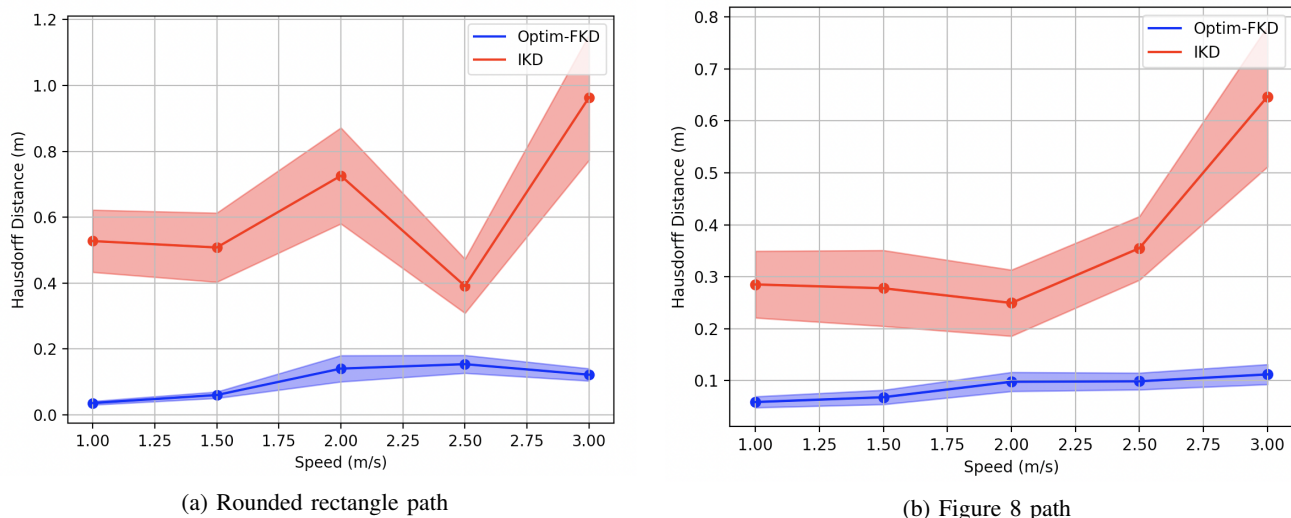 1.2
1.0
0.8
0.6
0.4
0.2
0.0
Hausdorff Distance (m)
Optim-FKD
IKD
1.00 1.25 1.50 1.75 2.00 2.25 2.50 2.75 3.00
Speed (m/s)
(a) Rounded rectangle path
0.8
0.7
0.6
0.5
0.4
0.3
0.2
0.1
Hausdorff Distance (m)
Optim-FKD
IKD
1.00 1.25 1.50 1.75 2.00 2.25 2.50 2.75 3.00
Speed (m/s)
(b) Figure 8 path